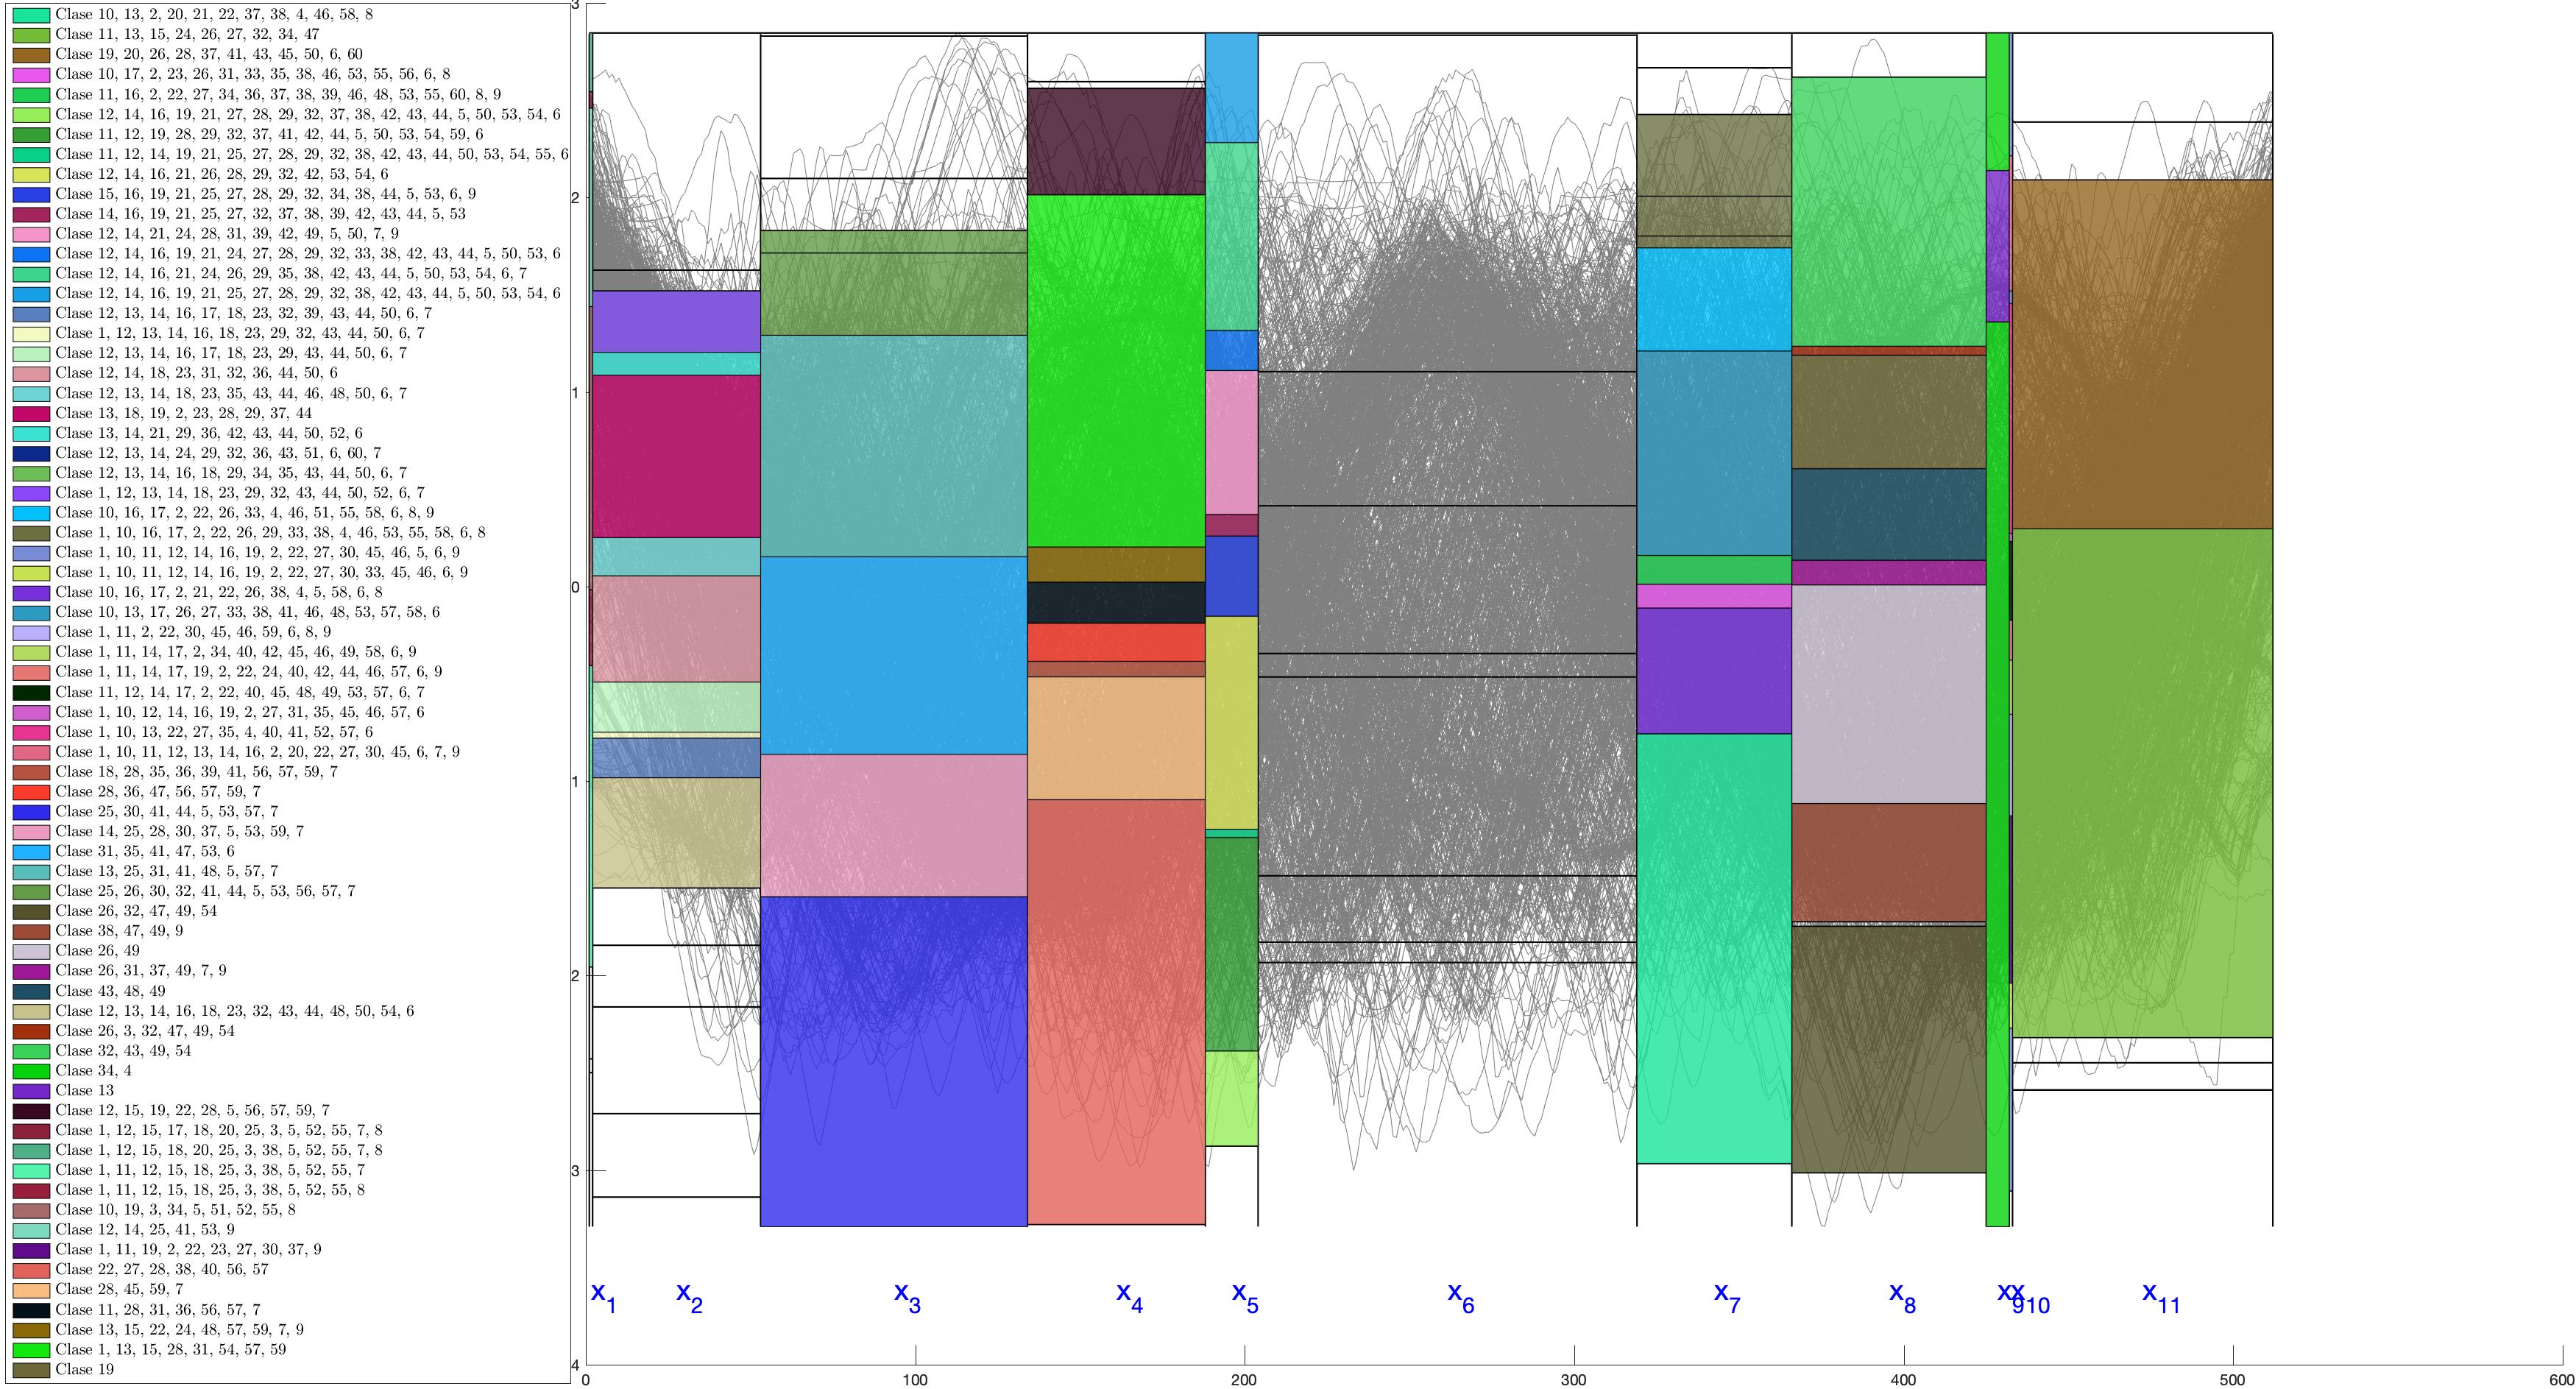 Clase 10, 13, 2, 20, 21, 22, 37, 38, 4, 46, 58, 8
Clase 11, 13, 15, 24, 26, 27, 32, 34, 47
Clase 19, 20, 26, 28, 37, 41, 43, 45, 50, 6, 60
Clase 10, 17, 2, 23, 26, 31, 33, 35, 38, 46, 53, 55, 56, 6, 8
Clase 11, 16, 2, 22, 27, 34, 36, 37, 38, 39, 46, 48, 53, 55, 60, 8, 9
Clase 12, 14, 16, 19, 21, 27, 28, 29, 32, 37, 38, 42, 43, 44, 5, 50, 53, 54, 6
Clase 11, 12, 19, 28, 29, 32, 37, 41, 42, 44, 5, 50, 53, 54, 59, 6
Clase 11, 12, 14, 19, 21, 25, 27, 28, 29, 32, 38, 42, 43, 44, 50, 53, 54, 55, 6
Clase 12, 14, 16, 21, 26, 28, 29, 32, 42, 53, 54, 6
Clase 15, 16, 19, 21, 25, 27, 28, 29, 32, 34, 38, 44, 5, 53, 6, 9
Clase 14, 16, 19, 21, 25, 27, 32, 37, 38, 39, 42, 43, 44, 5, 53
Clase 12, 14, 21, 24, 28, 31, 39, 42, 49, 5, 50, 7, 9
Clase 12, 14, 16, 19, 21, 24, 27, 28, 29, 32, 33, 38, 42, 43, 44, 5, 50, 53, 6
Clase 12, 14, 16, 21, 24, 26, 29, 35, 38, 42, 43, 44, 5, 50, 53, 54, 6, 7
Clase 12, 14, 16, 19, 21, 25, 27, 28, 29, 32, 38, 42, 43, 44, 5, 50, 53, 54, 6
Clase 12, 13, 14, 16, 17, 18, 23, 32, 39, 43, 44, 50, 6, 7
Clase 1, 12, 13, 14, 16, 18, 23, 29, 32, 43, 44, 50, 6, 7
Clase 12, 13, 14, 16, 17, 18, 23, 29, 43, 44, 50, 6, 7
Clase 12, 14, 18, 23, 31, 32, 36, 44, 50, 6
Clase 12, 13, 14, 18, 23, 35, 43, 44, 46, 48, 50, 6, 7
Clase 13, 18, 19, 2, 23, 28, 29, 37, 44
Clase 13, 14, 21, 29, 36, 42, 43, 44, 50, 52, 6
Clase 12, 13, 14, 24, 29, 32, 36, 43, 51, 6, 60, 7
Clase 12, 13, 14, 16, 18, 29, 34, 35, 43, 44, 50, 6, 7
Clase 1, 12, 13, 14, 18, 23, 29, 32, 43, 44, 50, 52, 6, 7
Clase 10, 16, 17, 2, 22, 26, 33, 4, 46, 51, 55, 58, 6, 8, 9
Clase 1, 10, 16, 17, 2, 22, 26, 29, 33, 38, 4, 46, 53, 55, 58, 6, 8
Clase 1, 10, 11, 12, 14, 16, 19, 2, 22, 27, 30, 45, 46, 5, 6, 9
Clase 1, 10, 11, 12, 14, 16, 19, 2, 22, 27, 30, 33, 45, 46, 6, 9
Clase 10, 16, 17, 2, 21, 22, 26, 38, 4, 5, 58, 6, 8
Clase 10, 13, 17, 26, 27, 33, 38, 41, 46, 48, 53, 57, 58, 6
Clase 1, 11, 2, 22, 30, 45, 46, 59, 6, 8, 9
Clase 1, 11, 14, 17, 2, 34, 40, 42, 45, 46, 49, 58, 6, 9
Clase 1, 11, 14, 17, 19, 2, 22, 24, 40, 42, 44, 46, 57, 6, 9
Clase 11, 12, 14, 17, 2, 22, 40, 45, 48, 49, 53, 57, 6, 7
Clase 1, 10, 12, 14, 16, 19, 2, 27, 31, 35, 45, 46, 57, 6
Clase 1, 10, 13, 22, 27, 35, 4, 40, 41, 52, 57, 6
Clase 1, 10, 11, 12, 13, 14, 16, 2, 20, 22, 27, 30, 45, 6, 7, 9
Clase 18, 28, 35, 36, 39, 41, 56, 57, 59, 7
Clase 28, 36, 47, 56, 57, 59, 7
Clase 25, 30, 41, 44, 5, 53, 57, 7
Clase 14, 25, 28, 30, 37, 5, 53, 59, 7
Clase 31, 35, 41, 47, 53, 6
Clase 13, 25, 31, 41, 48, 5, 57, 7
Clase 25, 26, 30, 32, 41, 44, 5, 53, 56, 57, 7
Clase 26, 32, 47, 49, 54
Clase 38, 47, 49, 9
Clase 26, 49
Clase 26, 31, 37, 49, 7, 9
Clase 43, 48, 49
Clase 12, 13, 14, 16, 18, 23, 32, 43, 44, 48, 50, 54, 6
Clase 26, 3, 32, 47, 49, 54
Clase 32, 43, 49, 54
Clase 34, 4
Clase 13
Clase 12, 15, 19, 22, 28, 5, 56, 57, 59, 7
Clase 1, 12, 15, 17, 18, 20, 25, 3, 5, 52, 55, 7, 8
Clase 1, 12, 15, 18, 20, 25, 3, 38, 5, 52, 55, 7, 8
Clase 1, 11, 12, 15, 18, 25, 3, 38, 5, 52, 55, 7
Clase 1, 11, 12, 15, 18, 25, 3, 38, 5, 52, 55, 8
Clase 10, 19, 3, 34, 5, 51, 52, 55, 8
Clase 12, 14, 25, 41, 53, 9
Clase 1, 11, 19, 2, 22, 23, 27, 30, 37, 9
Clase 22, 27, 28, 38, 40, 56, 57
Clase 28, 45, 59, 7
Clase 11, 28, 31, 36, 56, 57, 7
Clase 13, 15, 22, 24, 48, 57, 59, 7, 9
Clase 1, 13, 15, 28, 31, 54, 57, 59
Clase 19
3
2
1
0
1
2
3
4
x1 x2 x3 x4 x5 x6 x7 x8 x9 x10 x11
0 100 200 300 400 500 600